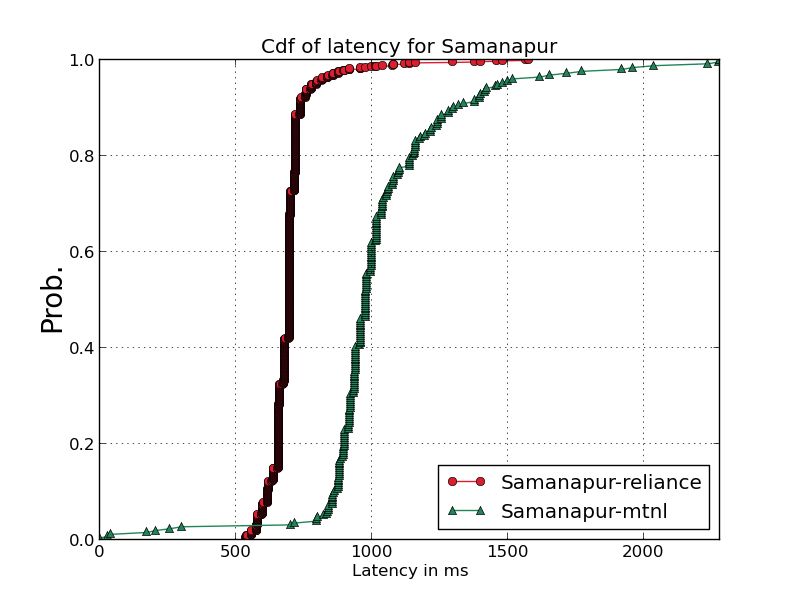 Cdf of latency for Samanapur
1.0
0.8
0.6
0.4
0.2
0.0
Prob.
0
500
1000
1500
2000
Latency in ms
Samanapur-reliance
Samanapur-mtnl